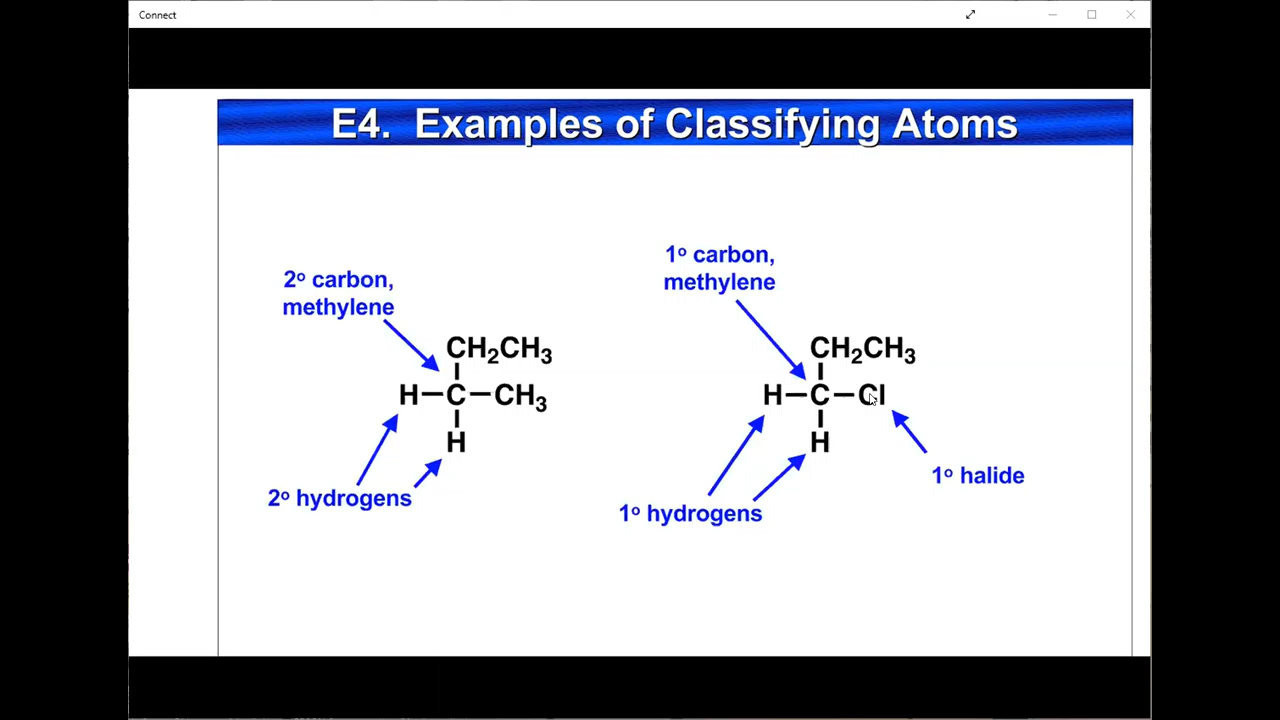 Connect
E4. Examples of Classifying Atoms
2º carbon,
methylene
CH₂CH₃
H–C–CH₃
H
2º hydrogens
1º carbon,
methylene
CH₂CH₃
H–C–Cl
H
1º hydrogens
1º halide